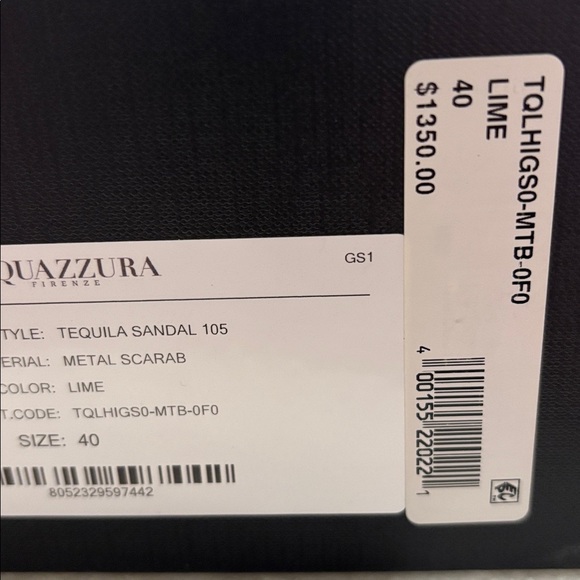 QUAZZURA
FIRENZE
GS1
TYLE: TEQUILA SANDAL 105
ERIAL: METAL SCARAB
COLOR: LIME
T.CODE: TQLHIGS0-MTB-0F0
SIZE: 40
8052329597442
TQLHIGS0-MTB-0F0
LIME
40
$1350.00
4 00155 22022 1